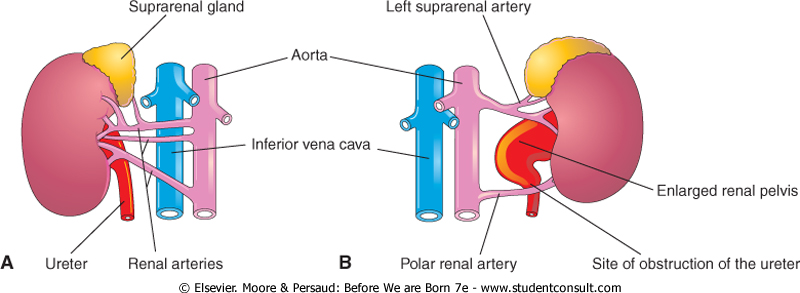 Suprarenal gland
Left suprarenal artery
Aorta
Inferior vena cava
Enlarged renal pelvis
A
Ureter
Renal arteries
B
Polar renal artery
Site of obstruction of the ureter
© Elsevier. Moore & Persaud: Before We are Born 7e - www.studentconsult.com